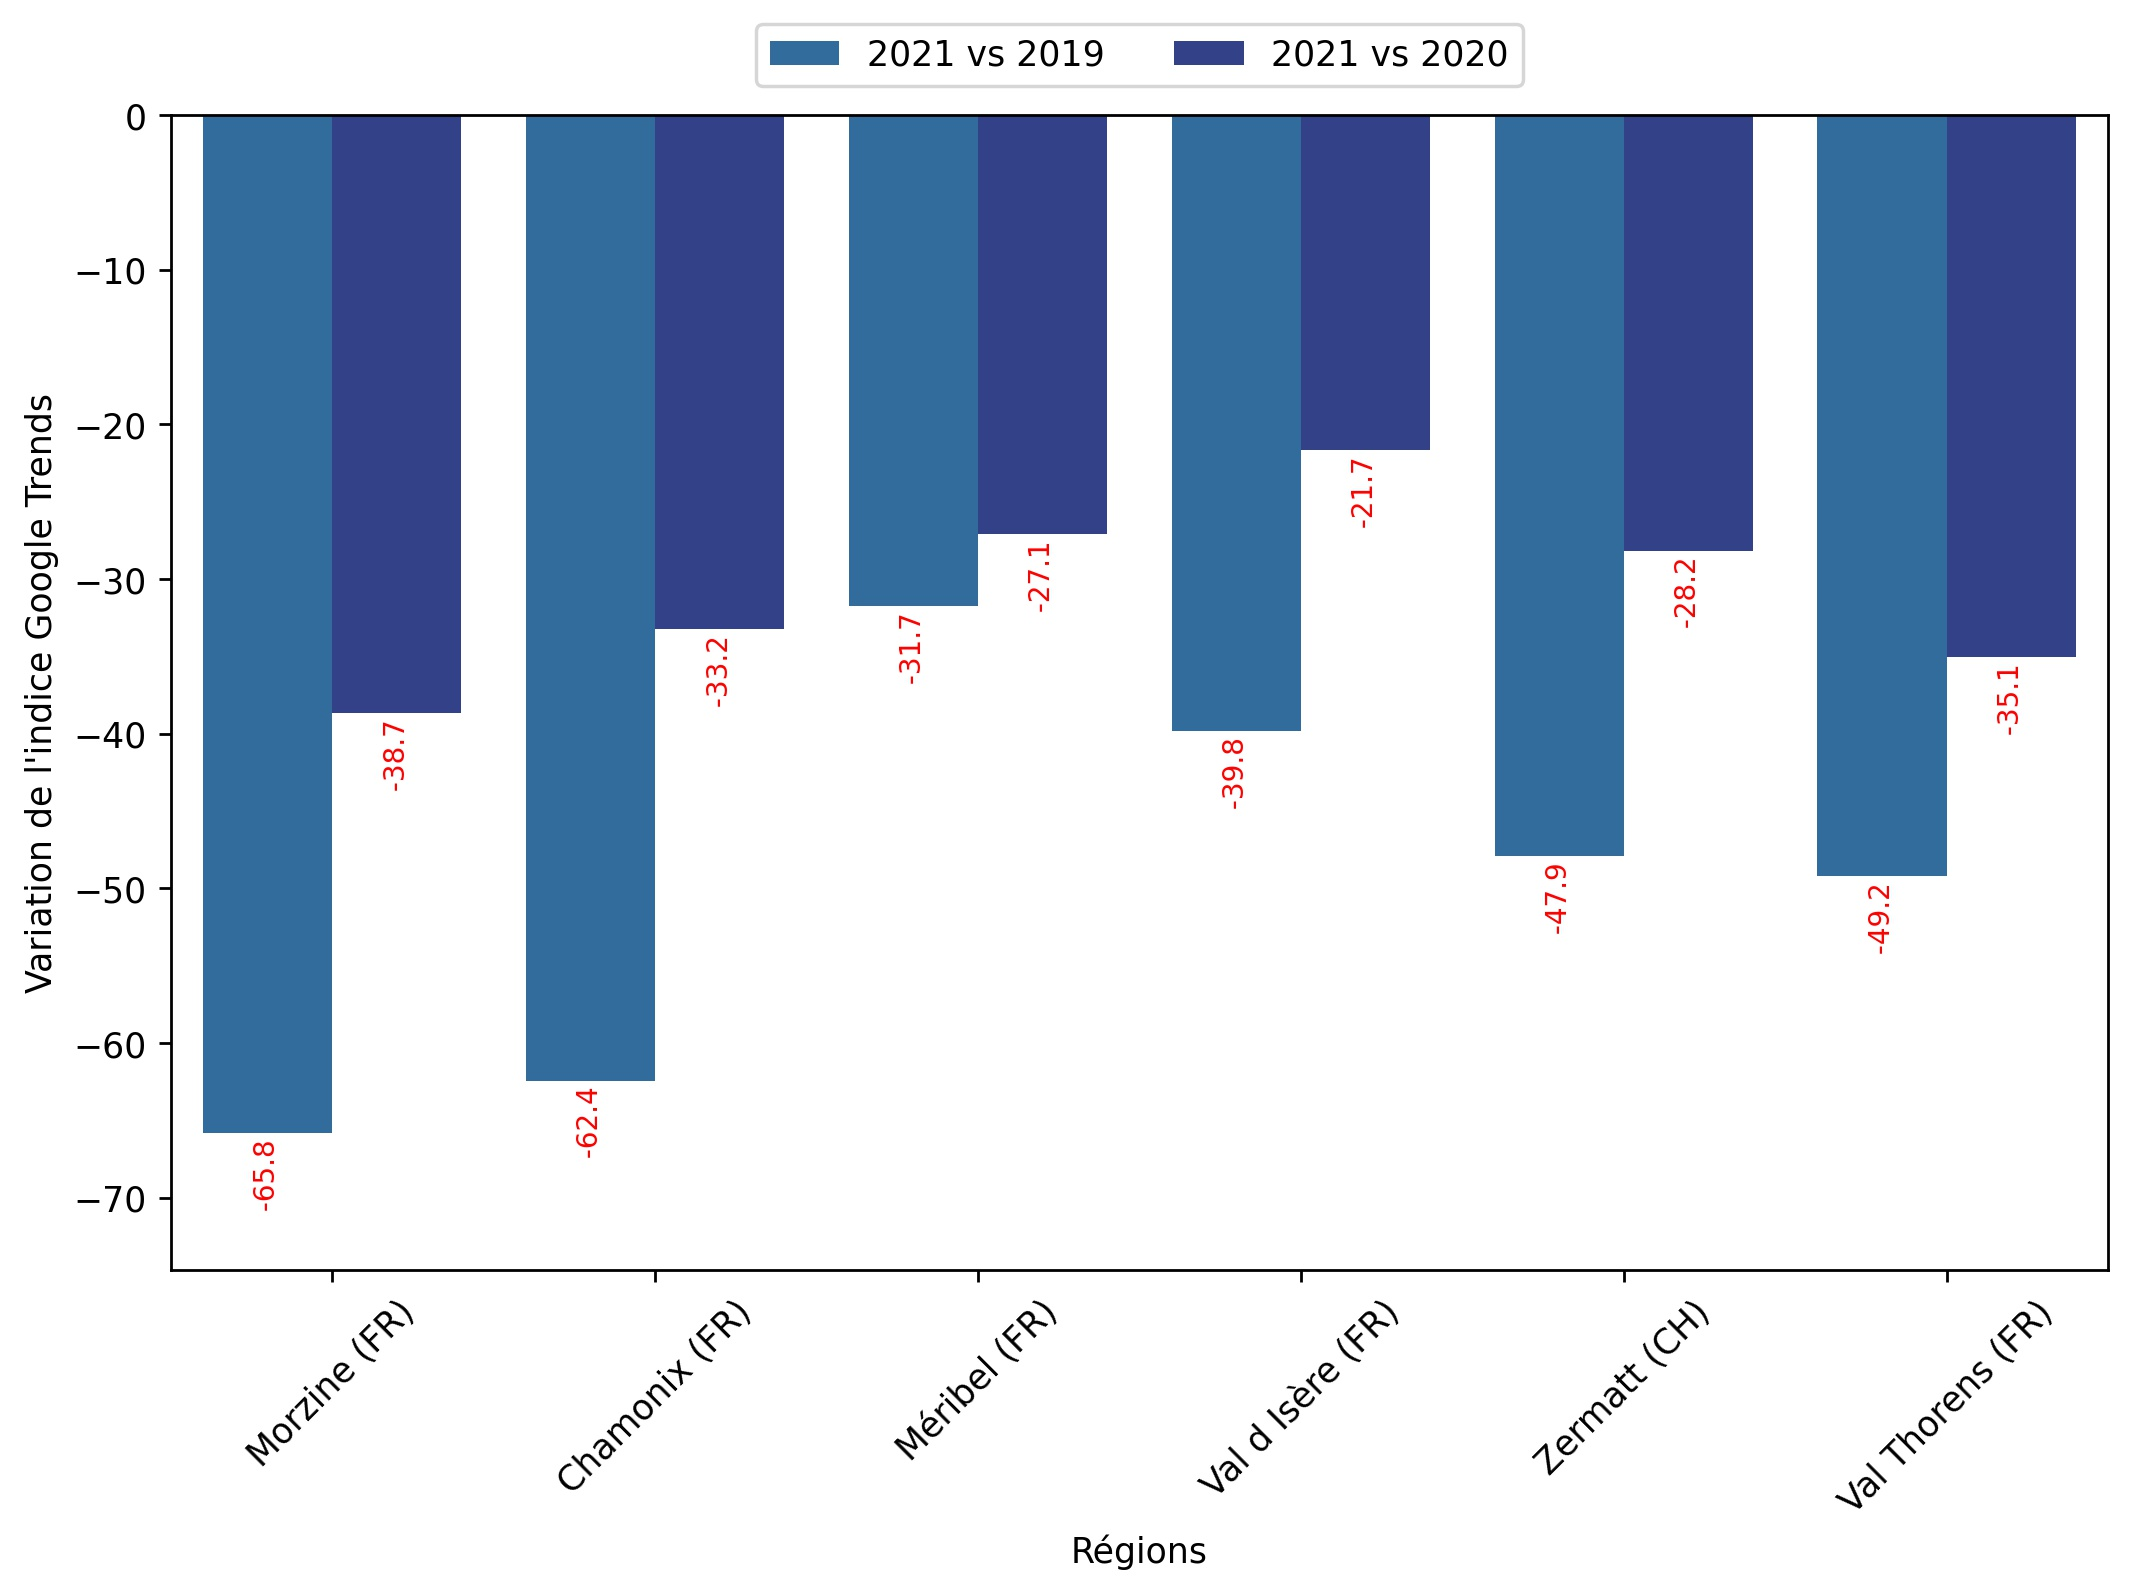 2021 vs 2019
2021 vs 2020
Variation de l'indice Google Trends
0
−10
−20
−30
−40
−50
−60
−70
-65.8
-38.7
-62.4
-33.2
-31.7
-27.1
-39.8
-21.7
-47.9
-28.2
-49.2
-35.1
Morzine (FR)
Chamonix (FR)
Méribel (FR)
Val d Isère (FR)
Zermatt (CH)
Val Thorens (FR)
Régions